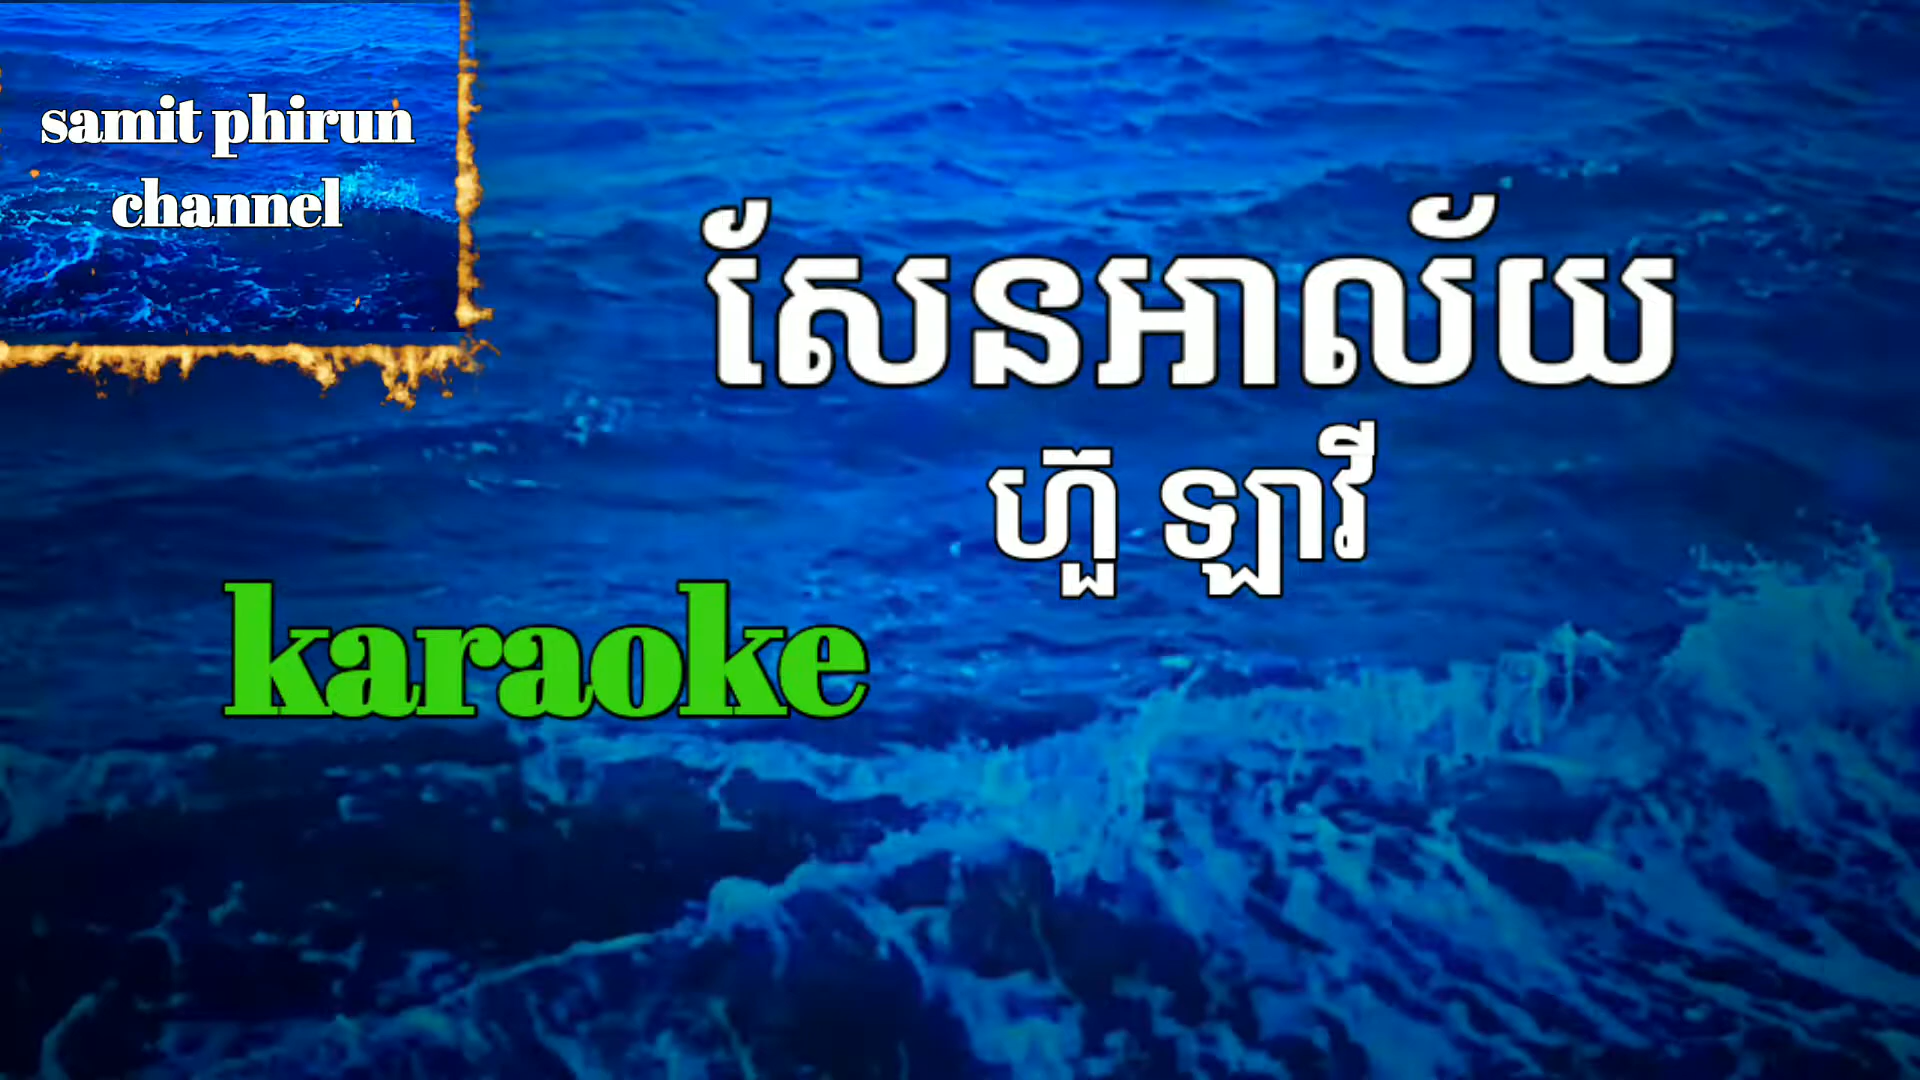 samit phirun
channel
សែនអាល័យ
ហ៊ួ ឡាវី
karaoke